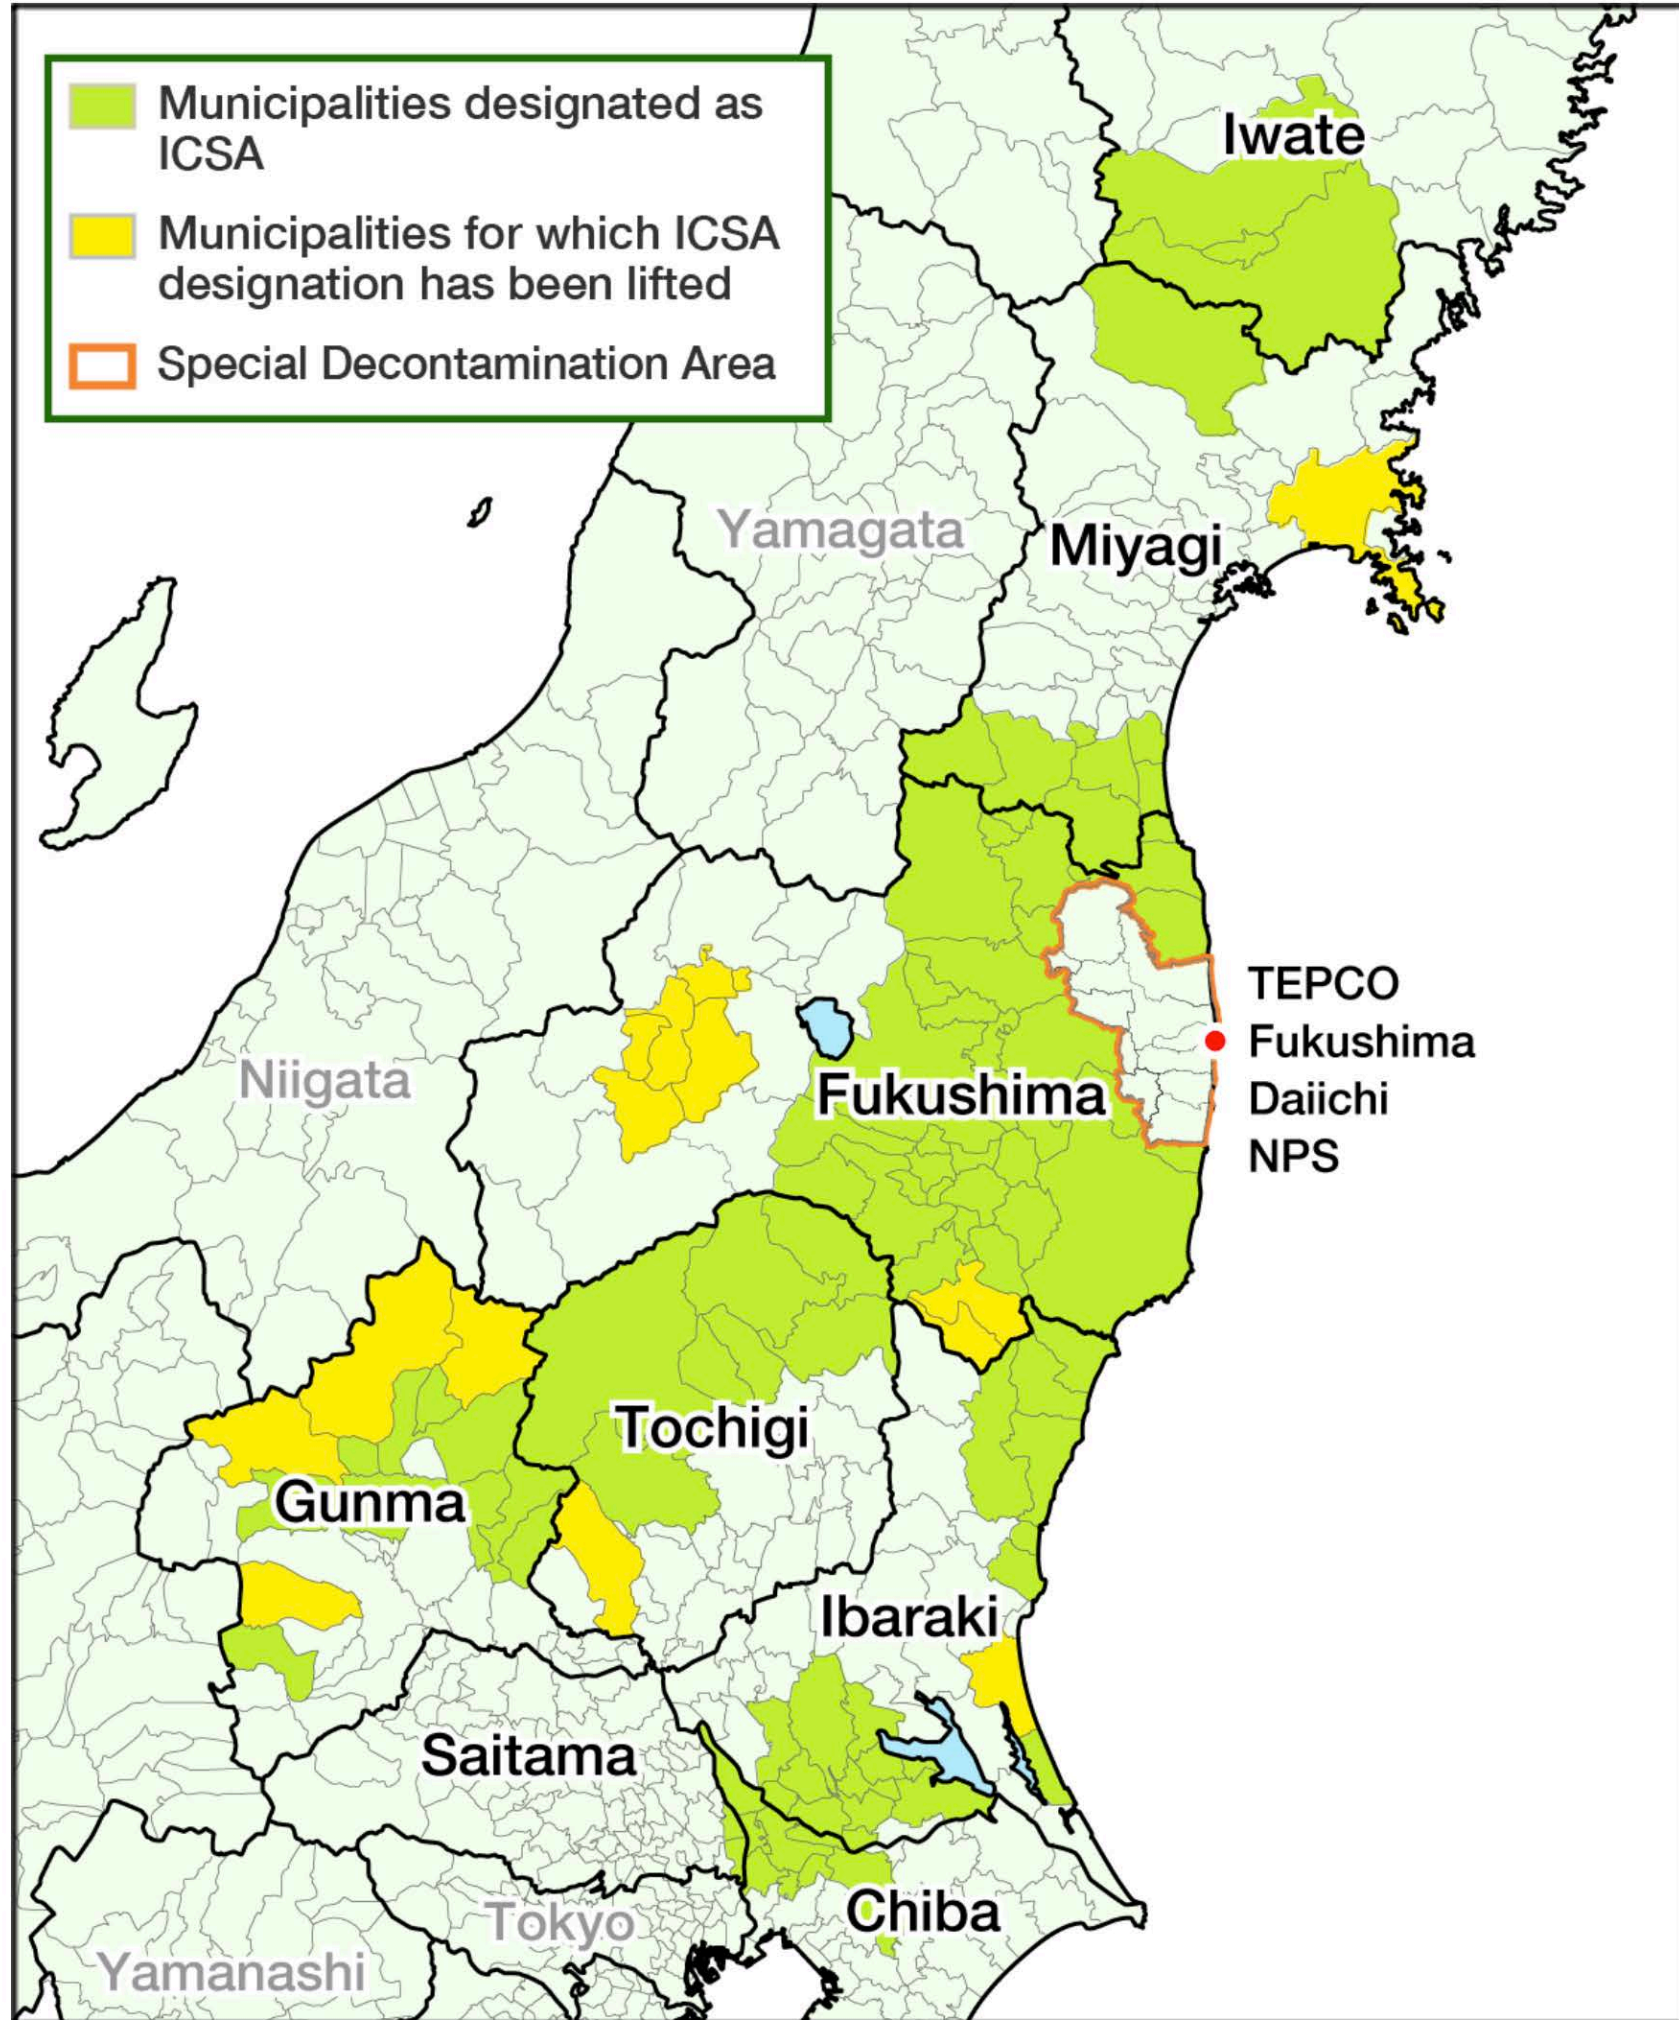 Municipalities designated as
ICSA
Municipalities for which ICSA
designation has been lifted
Special Decontamination Area
Iwate
Yamagata
Miyagi
TEPCO
Fukushima
Daiichi
NPS
Niigata
Fukushima
Tochigi
Gunma
Ibaraki
Saitama
Chiba
Tokyo
Yamanashi